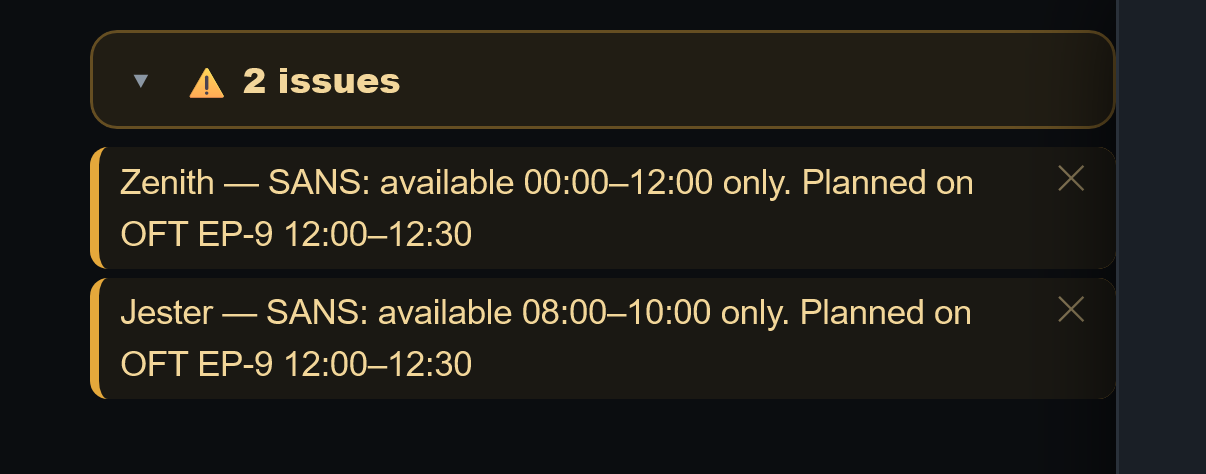 2 issues
Zenith — SANS: available 00:00–12:00 only. Planned on
OFT EP-9 12:00–12:30
Jester — SANS: available 08:00–10:00 only. Planned on
OFT EP-9 12:00–12:30